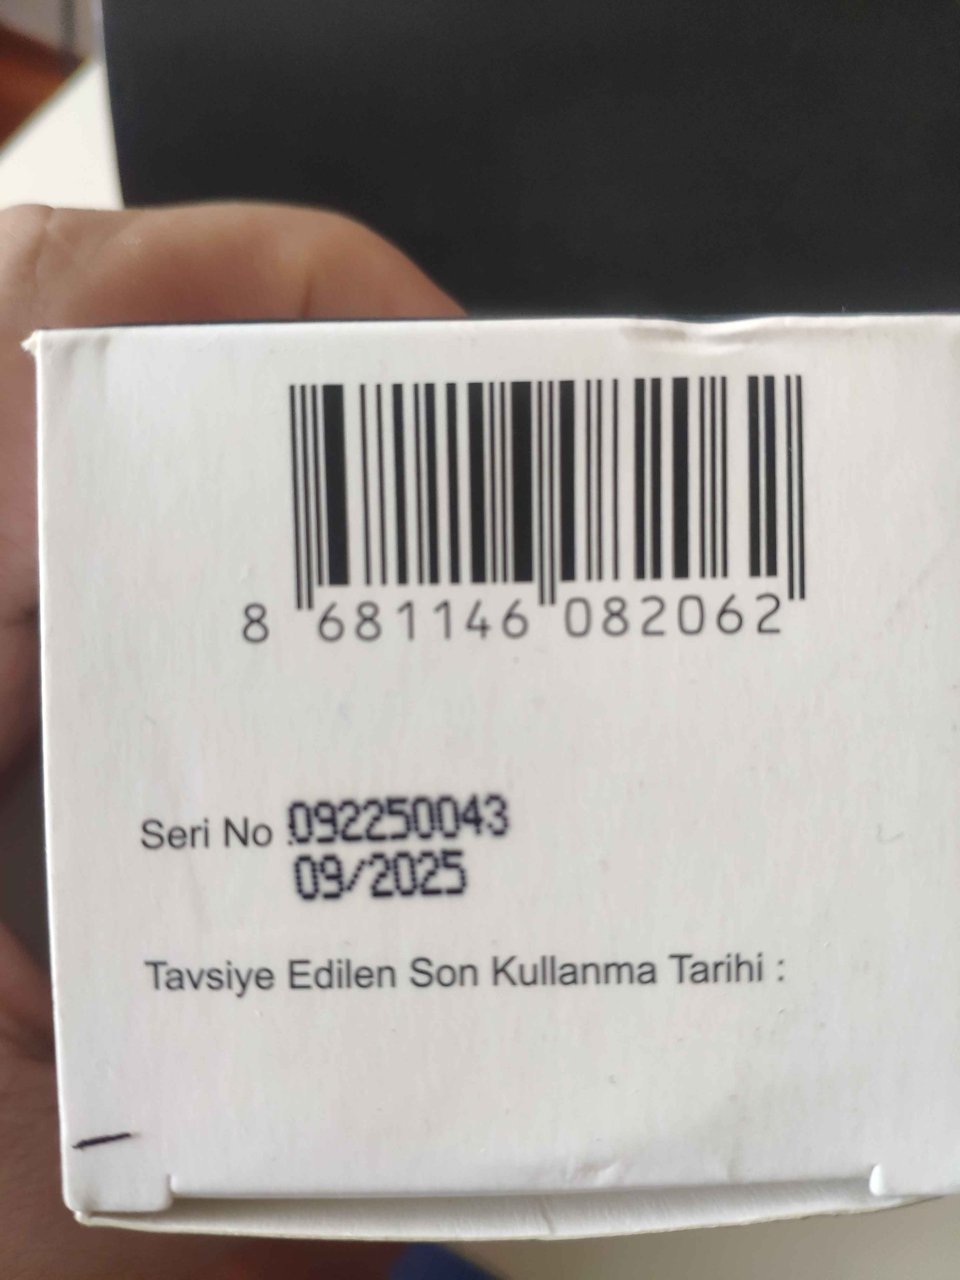 8 681146 082062
Seri No 092250043
09/2025
Tavsiye Edilen Son Kullanma Tarihi :